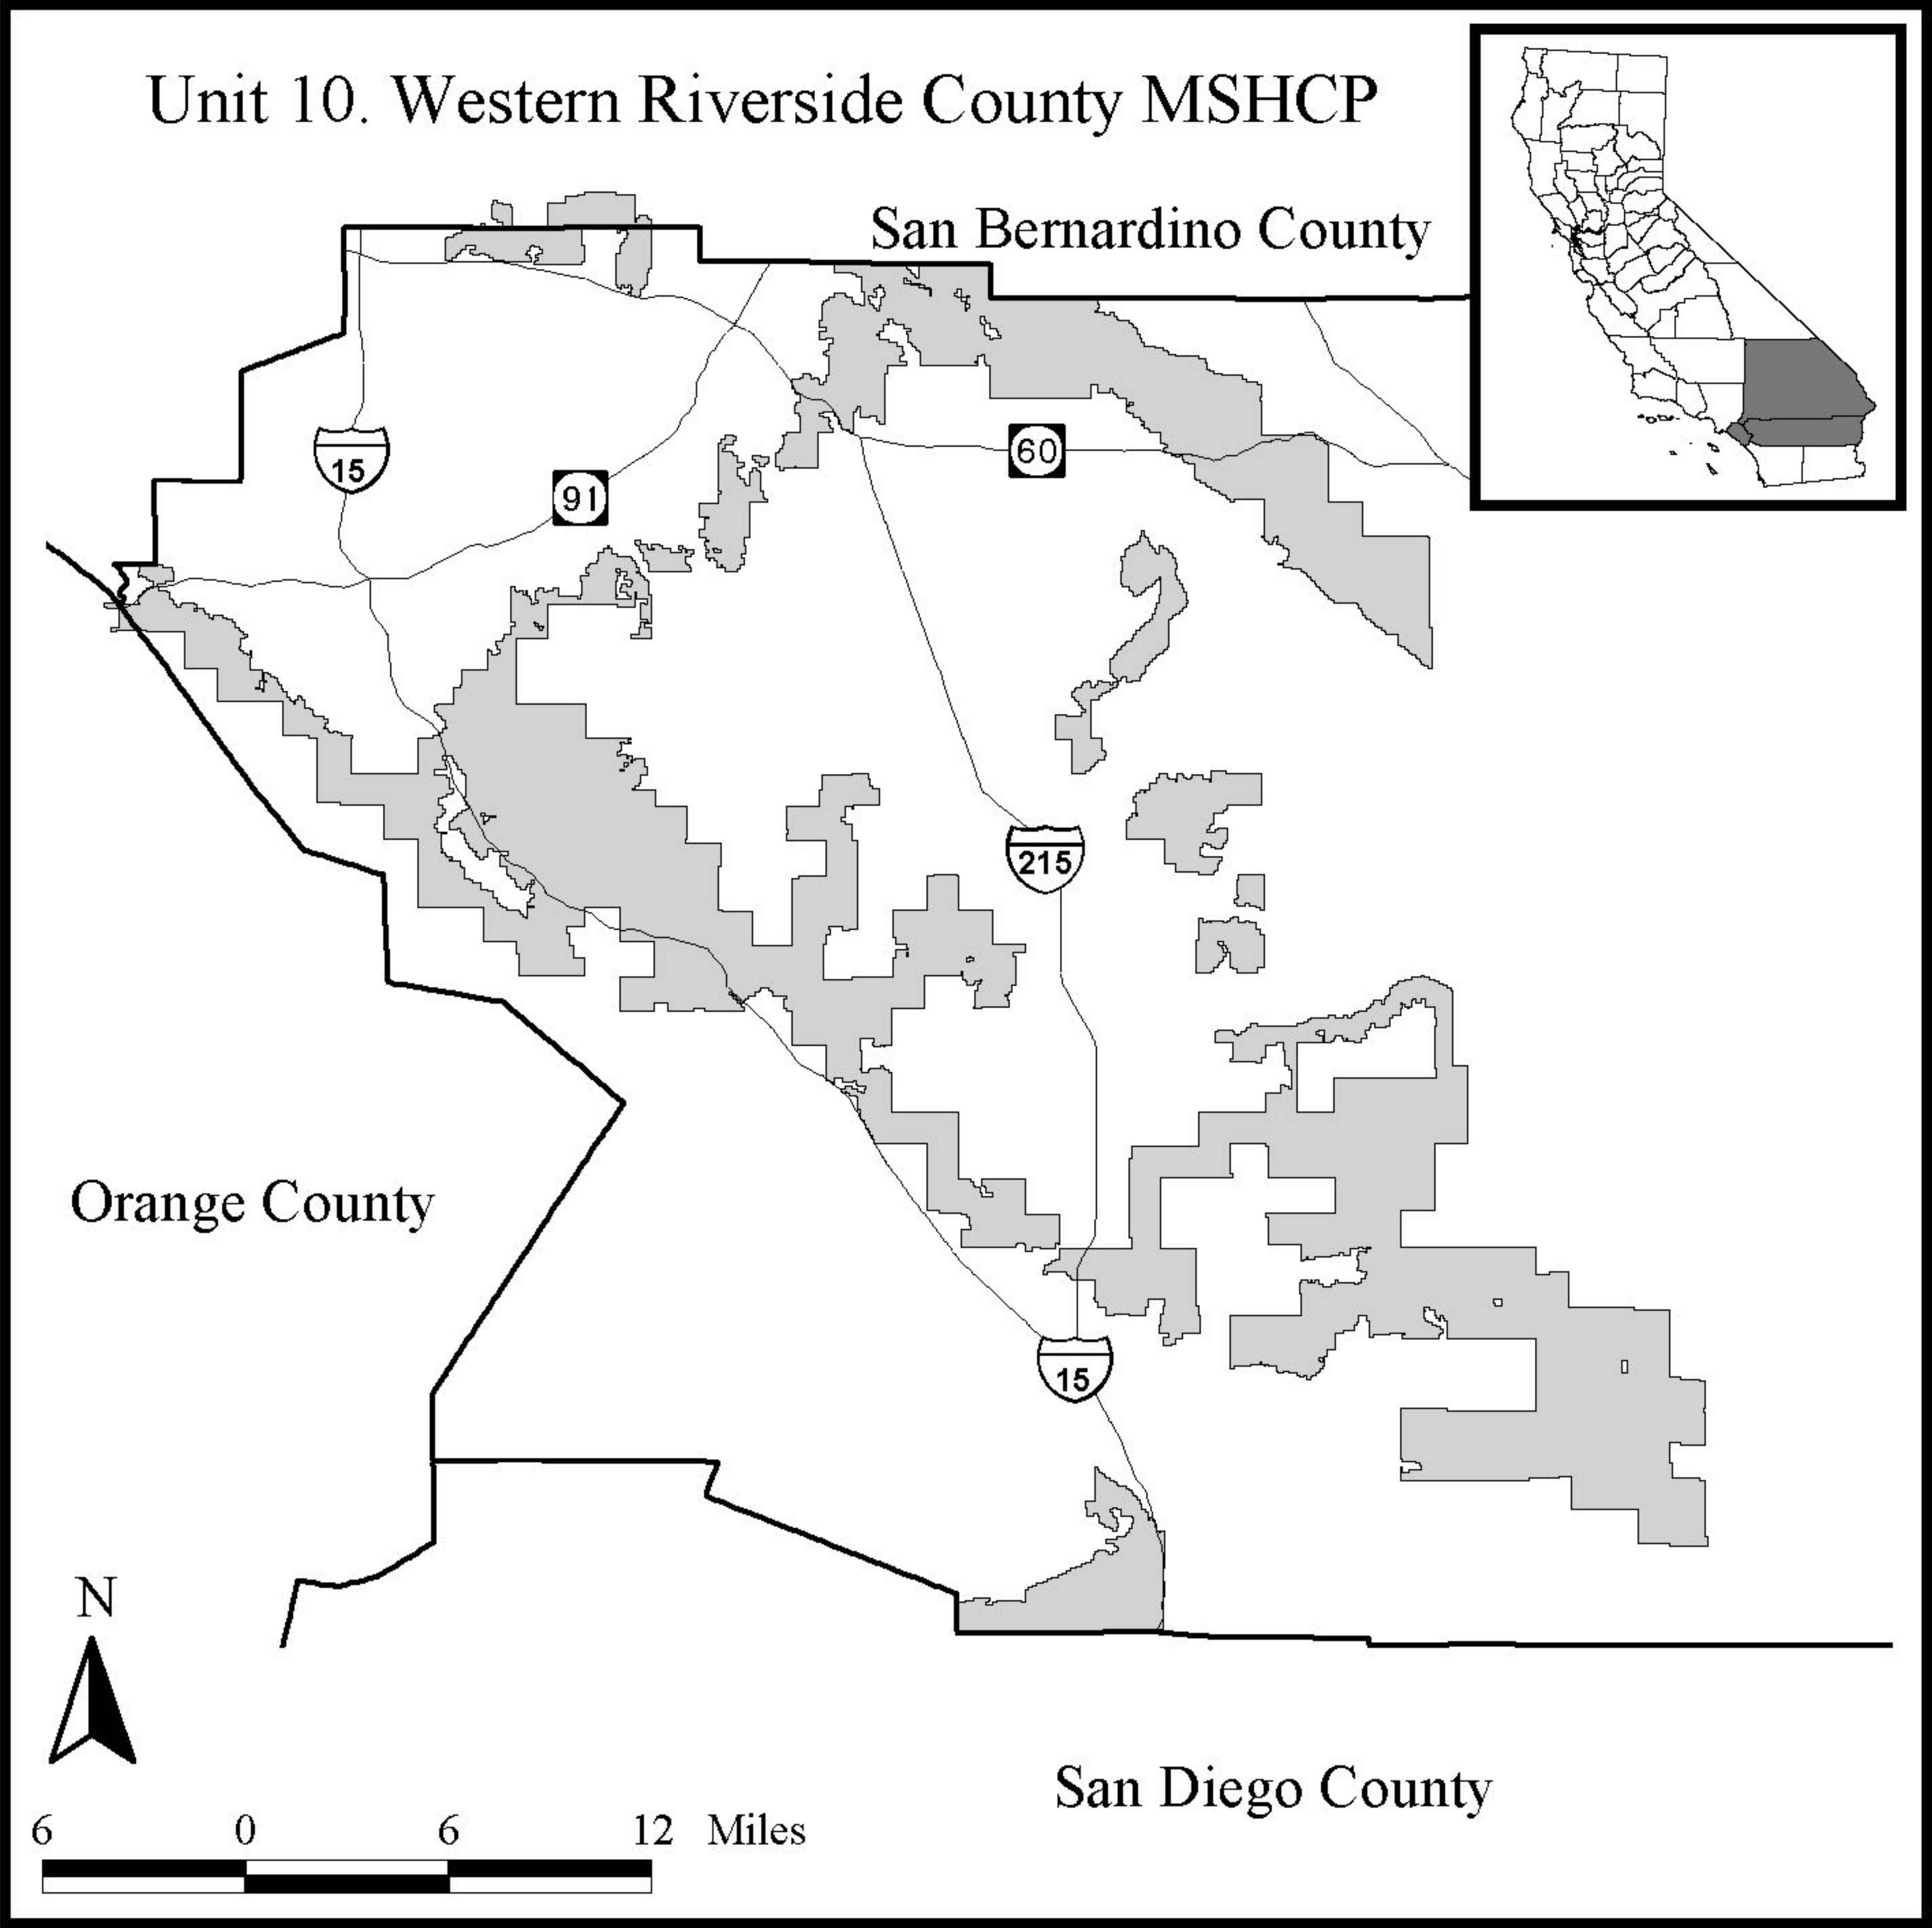 Unit 10. Western Riverside County MSHCP
San Bernardino County
15
91
60
215
Orange County
15
N
San Diego County
6 0 6 12 Miles